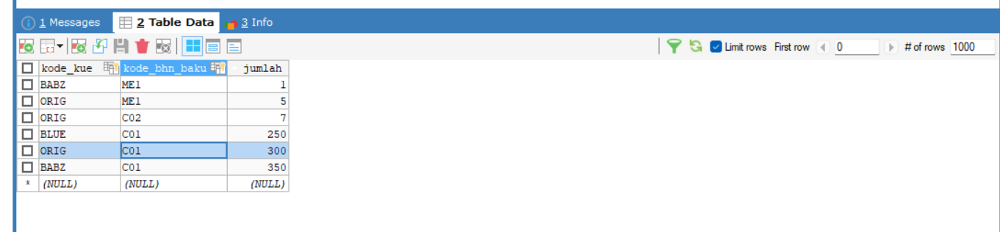 1 Messages 2 Table Data 3 Info
Limit rows First row 0 # of rows 1000
kode_kue kode_bhn_baku jumlah
BABZ ME1 1
ORIG ME1 5
ORIG C02 7
BLUE C01 250
ORIG C01 300
BABZ C01 350
* (NULL) (NULL) (NULL)